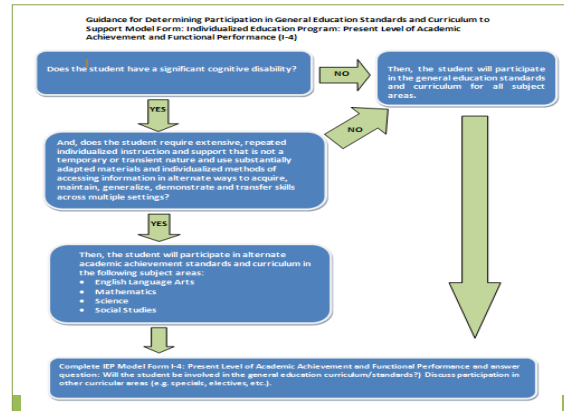 Guidance for Determining Participation in General Education Standards and Curriculum to
Support Model Form: Individualized Education Program: Present Level of Academic
Achievement and Functional Performance (I-4)
Does the student have a significant cognitive disability?
NO
Then, the student will participate
in the general education standards
and curriculum for all subject
areas.
YES
NO
And, does the student require extensive, repeated
individualized instruction and support that is not a
temporary or transient nature and use substantially
adapted materials and individualized methods of
accessing information in alternate ways to acquire,
maintain, generalize, demonstrate and transfer skills
across multiple settings?
YES
Then, the student will participate in alternate
academic achievement standards and curriculum in
the following subject areas:
• English Language Arts
• Mathematics
• Science
• Social Studies
Complete IEP Model Form I-4: Present Level of Academic Achievement and Functional Performance and answer
question: Will the student be involved in the general education curriculum/standards?) Discuss participation in
other curricular areas (e.g. specials, electives, etc.).